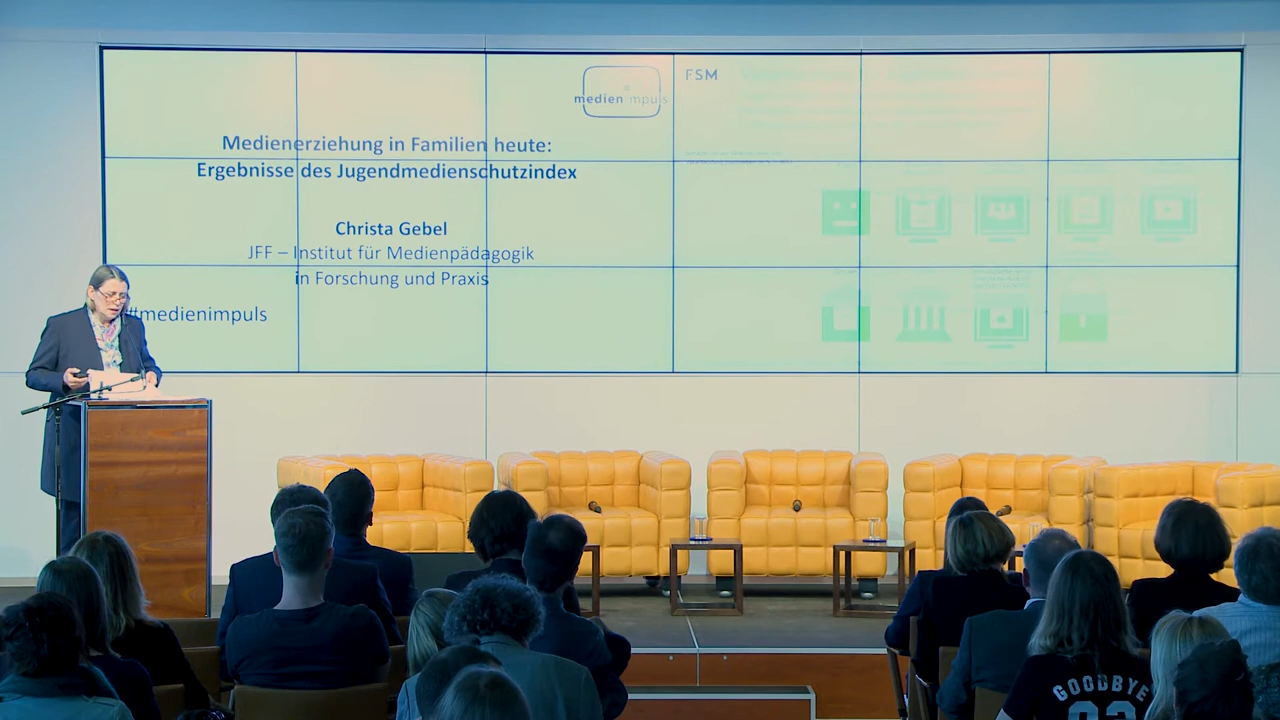 medien impuls
FSM
Medienerziehung in Familien heute:
Ergebnisse des Jugendmedienschutzindex
Christa Gebel
JFF – Institut für Medienpädagogik
in Forschung und Praxis
#medienimpuls
GOODBYE